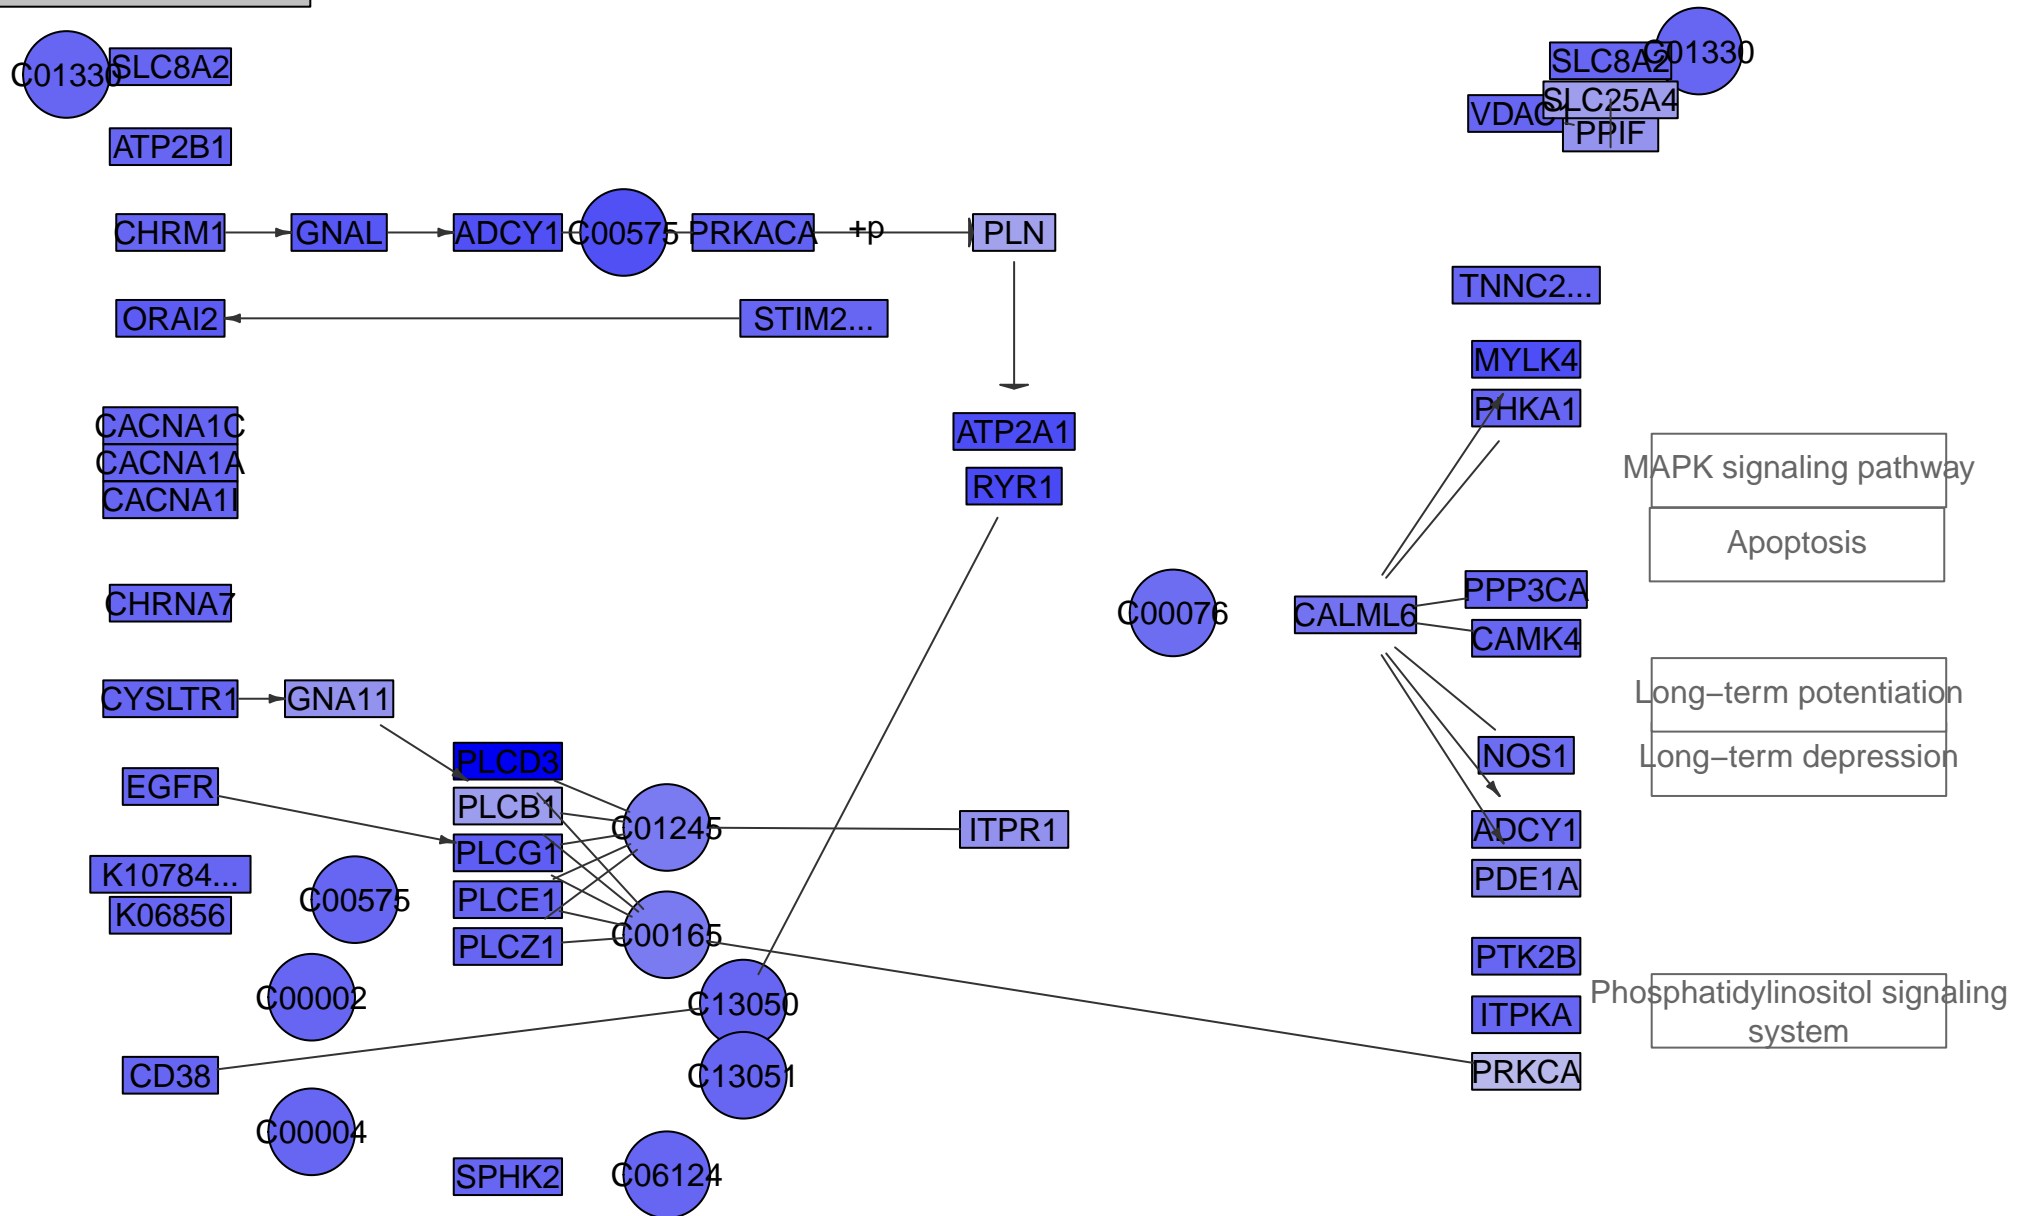 C01330
SLC8A2
SLC8A2
C01330
SLC25A4
VDAC1
PPIF
ATP2B1
CHRM1
GNAL
ADCY1
C00575
PRKACA
+p
PLN
TNNC2...
ORAI2
STIM2...
MYLK4
PHKA1
CACNA1C
CACNA1A
CACNA1I
ATP2A1
RYR1
MAPK signaling pathway
Apoptosis
CHRNA7
C00076
CALML6
PPP3CA
CAMK4
CYSLTR1
GNA11
Long−term potentiation
Long−term depression
NOS1
PLCD3
EGFR
PLCB1
C01245
ITPR1
ADCY1
PLCG1
K10784...
K06856
C00575
PLCE1
PDE1A
PLCZ1
C00165
PTK2B
C00002
C13050
ITPKA
Phosphatidylinositol signaling
system
CD38
C13051
PRKCA
C00004
SPHK2
C06124